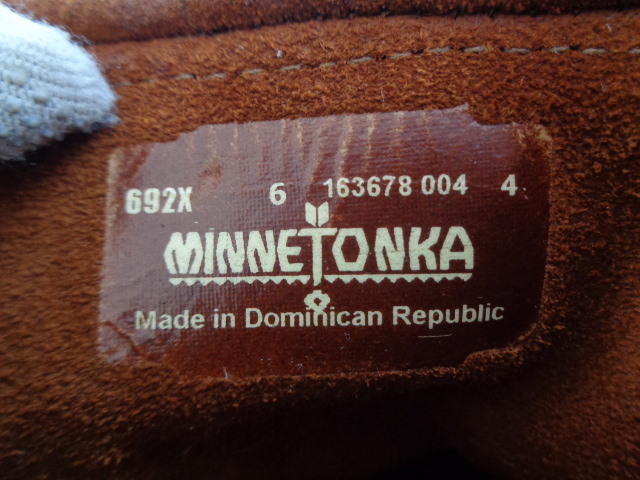 692X 6 163678 004 4
MINNETONKA
Made in Dominican Republic